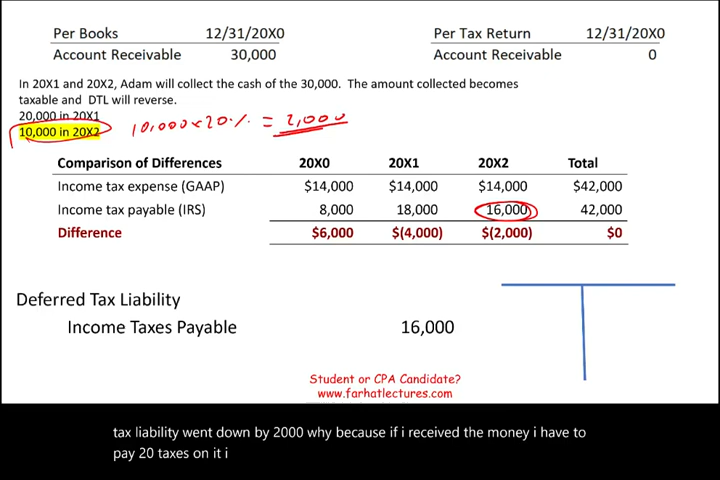 Per Books 12/31/20X0
Account Receivable 30,000
Per Tax Return 12/31/20X0
Account Receivable 0
In 20X1 and 20X2, Adam will collect the cash of the 30,000. The amount collected becomes
taxable and DTL will reverse.
20,000 in 20X1
10,000 in 20X2 10,000 x 20% = 2,000
Comparison of Differences 20X0 20X1 20X2 Total
Income tax expense (GAAP) $14,000 $14,000 $14,000 $42,000
Income tax payable (IRS) 8,000 18,000 16,000 42,000
Difference $6,000 $(4,000) $(2,000) $0
Deferred Tax Liability
Income Taxes Payable 16,000
Student or CPA Candidate?
www.farhatlectures.com
tax liability went down by 2000 why because if i received the money i have to
pay 20 taxes on it i